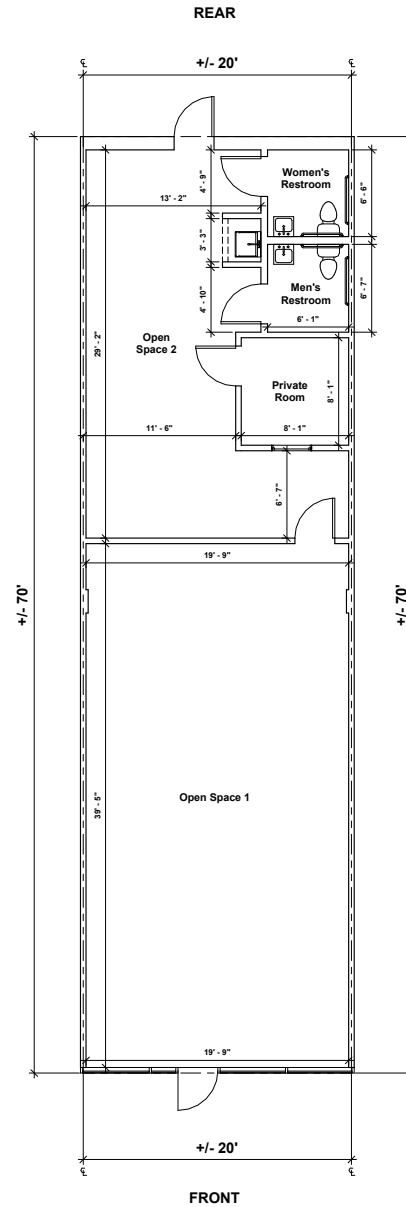 REAR
℄ ℄
+/- 20'
Women's
Restroom
4' - 9"
6' - 6"
13' - 2"
3' - 3"
Men's
Restroom
6' - 1"
4' - 10"
6' - 7"
29' - 2"
Open
Space 2
Private
Room
8' - 1"
11' - 6"
8' - 1"
6' - 7"
19' - 9"
+/- 70'
+/- 70'
Open Space 1
39' - 5"
19' - 9"
+/- 20'
℄ ℄
FRONT